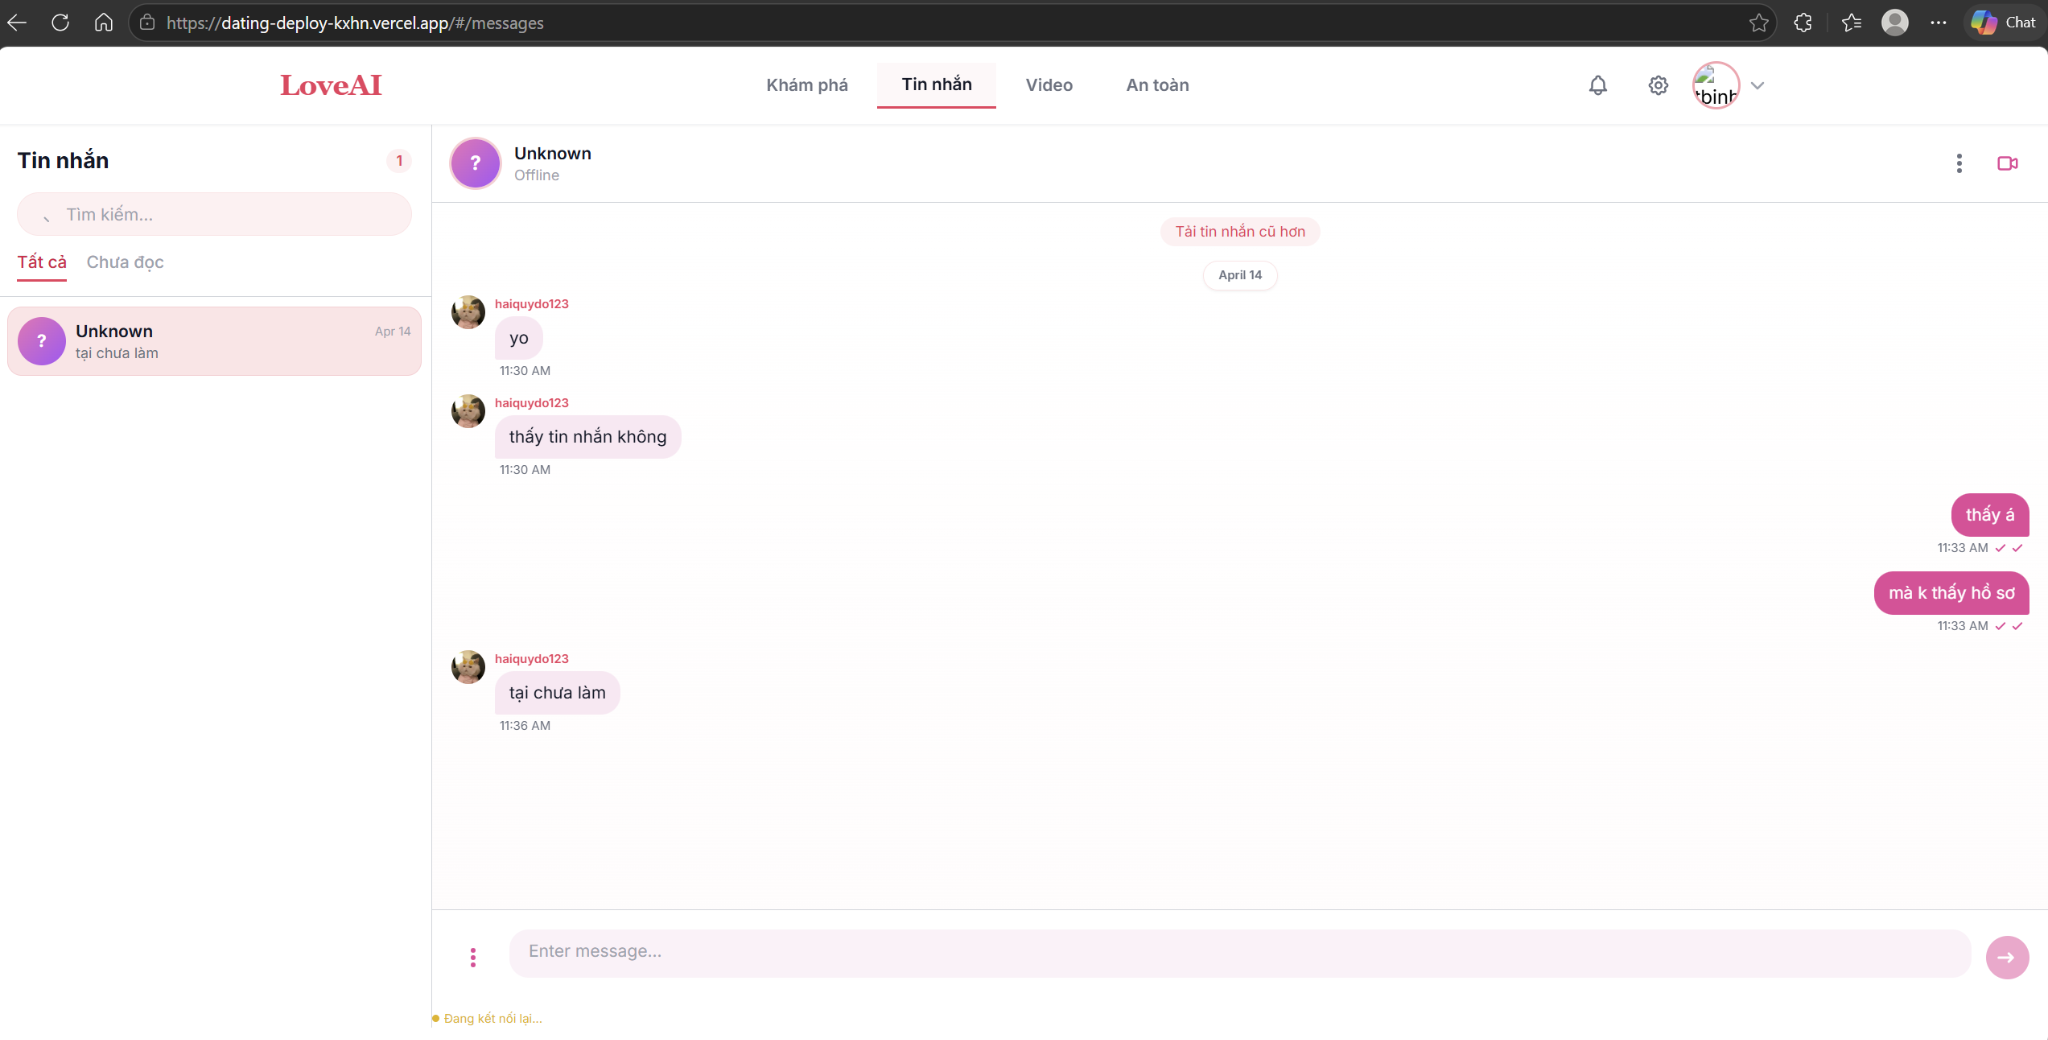 https://dating-deploy-kxhn.vercel.app/#/messages
Chat
LoveAI
Khám phá
Tin nhắn
Video
An toàn
tbinh
Tin nhắn
1
Tìm kiếm...
Tất cả
Chưa đọc
?
Unknown
Apr 14
tại chưa làm
?
Unknown
Offline
Tải tin nhắn cũ hơn
April 14
haiquydo123
yo
11:30 AM
haiquydo123
thấy tin nhắn không
11:30 AM
thấy á
11:33 AM
mà k thấy hồ sơ
11:33 AM
haiquydo123
tại chưa làm
11:36 AM
Enter message...
Đang kết nối lại...